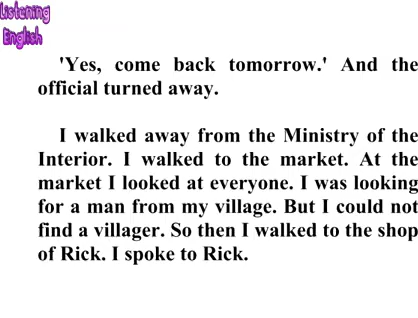 Listening
English
'Yes, come back tomorrow.' And the
official turned away.
I walked away from the Ministry of the
Interior. I walked to the market. At the
market I looked at everyone. I was looking
for a man from my village. But I could not
find a villager. So then I walked to the shop
of Rick. I spoke to Rick.